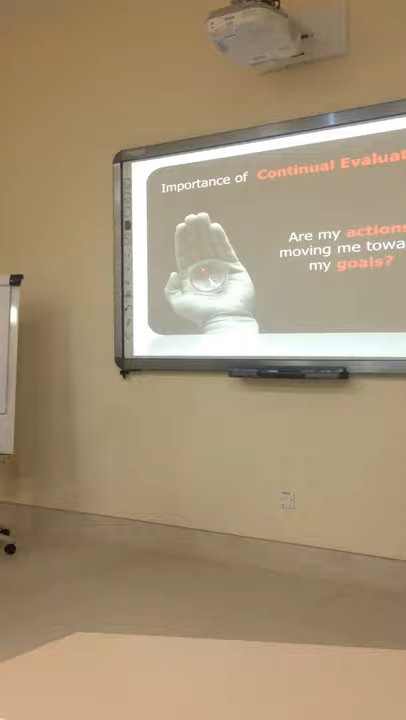 Importance of Continual Evaluat
Are my actions
moving me towa
my goals?